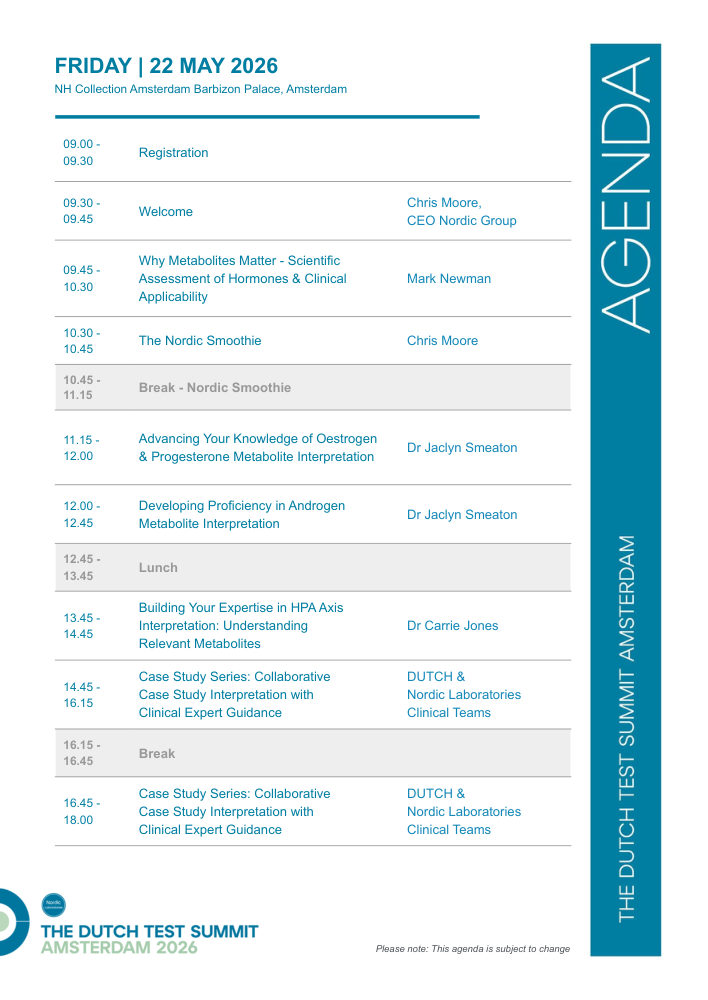 FRIDAY | 22 MAY 2026
NH Collection Amsterdam Barbizon Palace, Amsterdam
09.00 -
09.30
Registration
09.30 -
09.45
Welcome
Chris Moore,
CEO Nordic Group
09.45 -
10.30
Why Metabolites Matter - Scientific
Assessment of Hormones & Clinical
Applicability
Mark Newman
10.30 -
10.45
The Nordic Smoothie
Chris Moore
10.45 -
11.15
Break - Nordic Smoothie
11.15 -
12.00
Advancing Your Knowledge of Oestrogen
& Progesterone Metabolite Interpretation
Dr Jaclyn Smeaton
12.00 -
12.45
Developing Proficiency in Androgen
Metabolite Interpretation
Dr Jaclyn Smeaton
12.45 -
13.45
Lunch
13.45 -
14.45
Building Your Expertise in HPA Axis
Interpretation: Understanding
Relevant Metabolites
Dr Carrie Jones
14.45 -
16.15
Case Study Series: Collaborative
Case Study Interpretation with
Clinical Expert Guidance
DUTCH &
Nordic Laboratories
Clinical Teams
16.15 -
16.45
Break
16.45 -
18.00
Case Study Series: Collaborative
Case Study Interpretation with
Clinical Expert Guidance
DUTCH &
Nordic Laboratories
Clinical Teams
AGENDA
THE DUTCH TEST SUMMIT AMSTERDAM
Nordic
THE DUTCH TEST SUMMIT
AMSTERDAM 2026
Please note: This agenda is subject to change